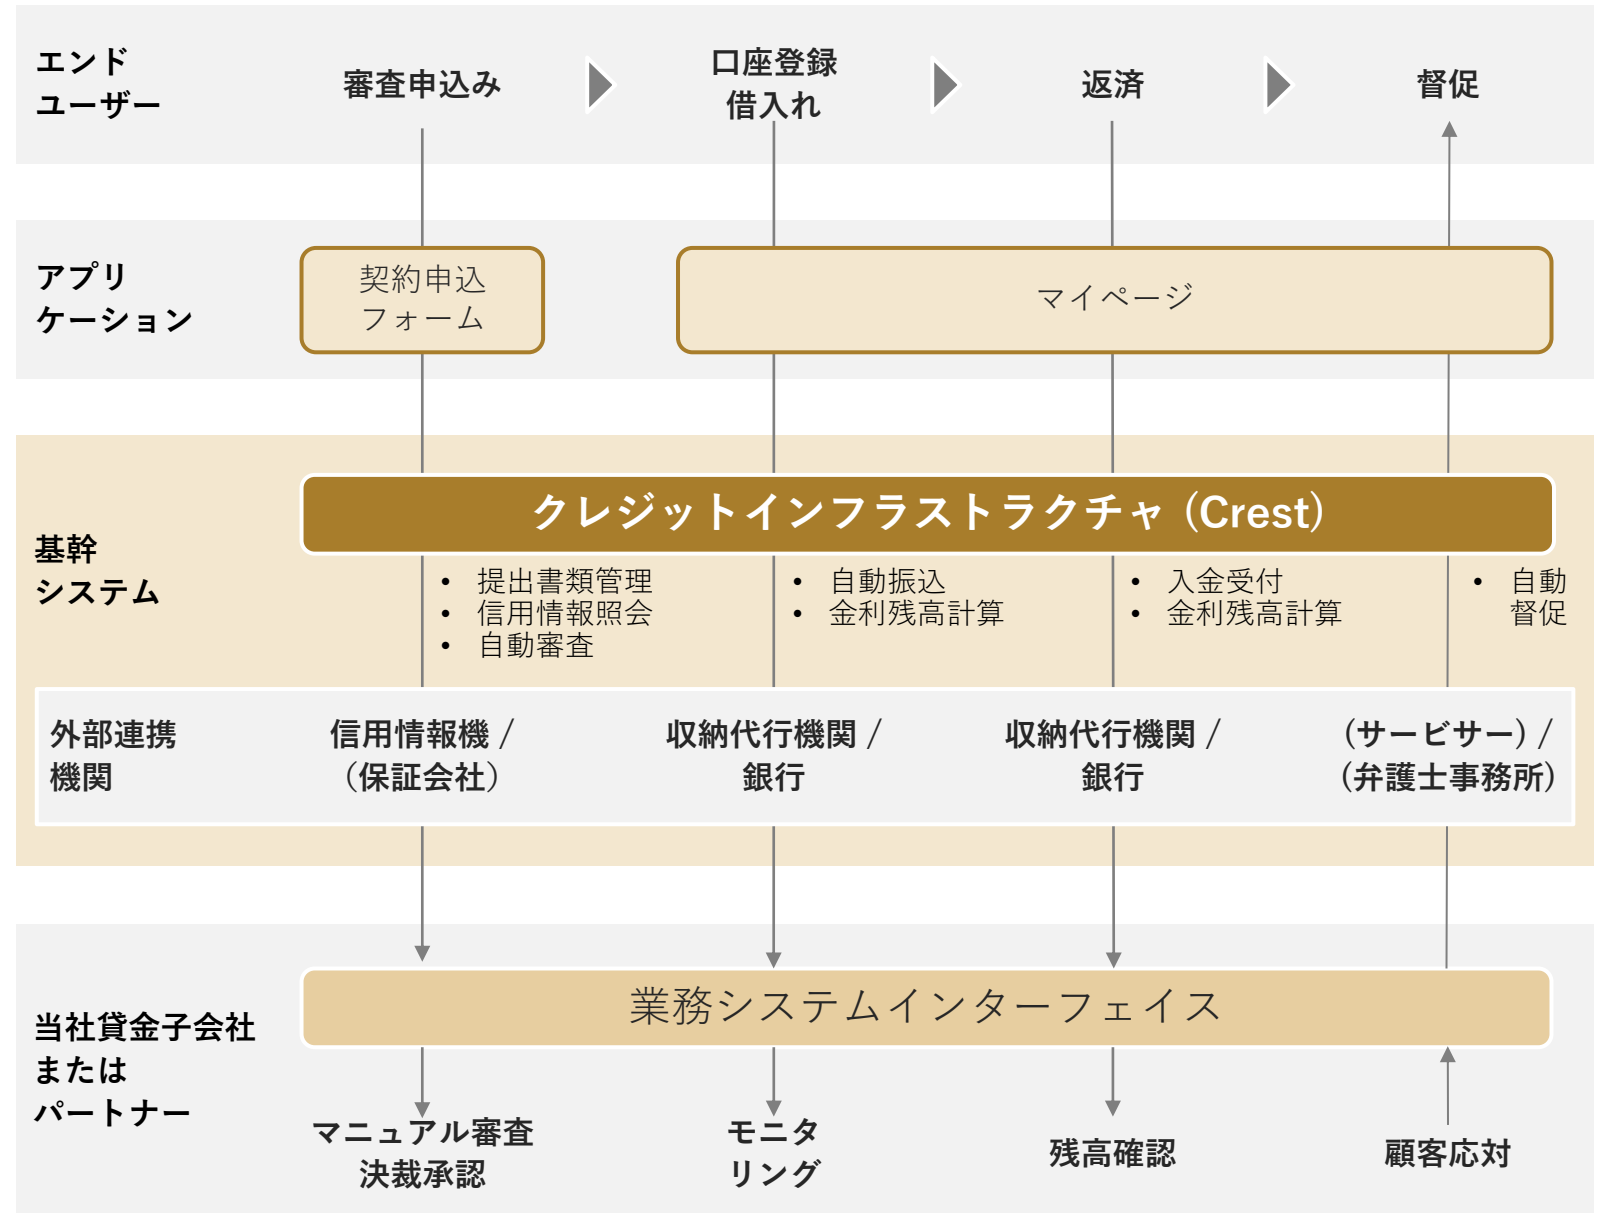 エンド
ユーザー
審査申込み
口座登録
借入れ
返済
督促
アプリ
ケーション
契約申込
フォーム
マイページ
基幹
システム
クレジットインフラストラクチャ (Crest)
• 提出書類管理
• 信用情報照会
• 自動審査
• 自動振込
• 金利残高計算
• 入金受付
• 金利残高計算
• 自動
督促
外部連携
機関
信用情報機 /
（保証会社）
収納代行機関 /
銀行
収納代行機関 /
銀行
(サービサー) /
(弁護士事務所)
当社貸金子会社
または
パートナー
業務システムインターフェイス
マニュアル審査
決裁承認
モニタ
リング
残高確認
顧客応対